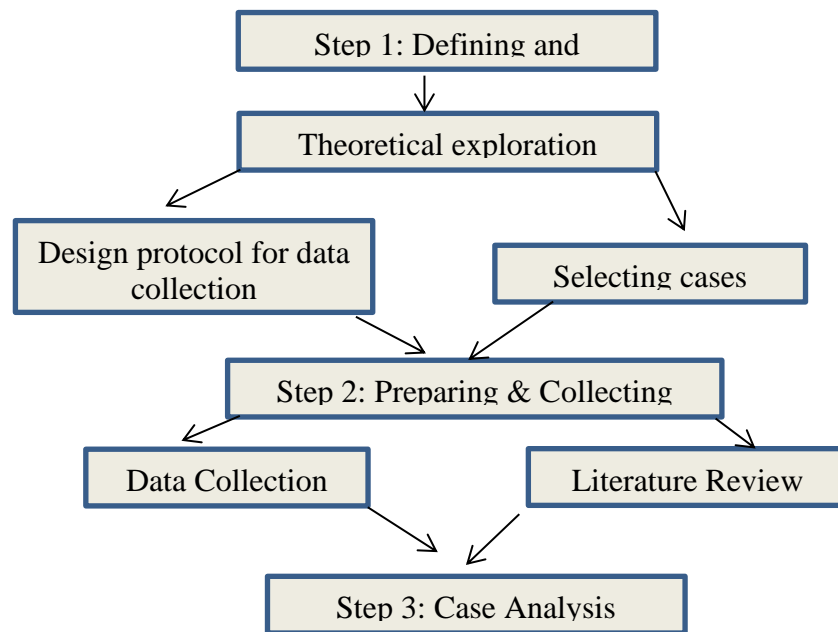 Step 1: Defining and
Theoretical exploration
Design protocol for data
collection
Selecting cases
Step 2: Preparing & Collecting
Data Collection
Literature Review
Step 3: Case Analysis